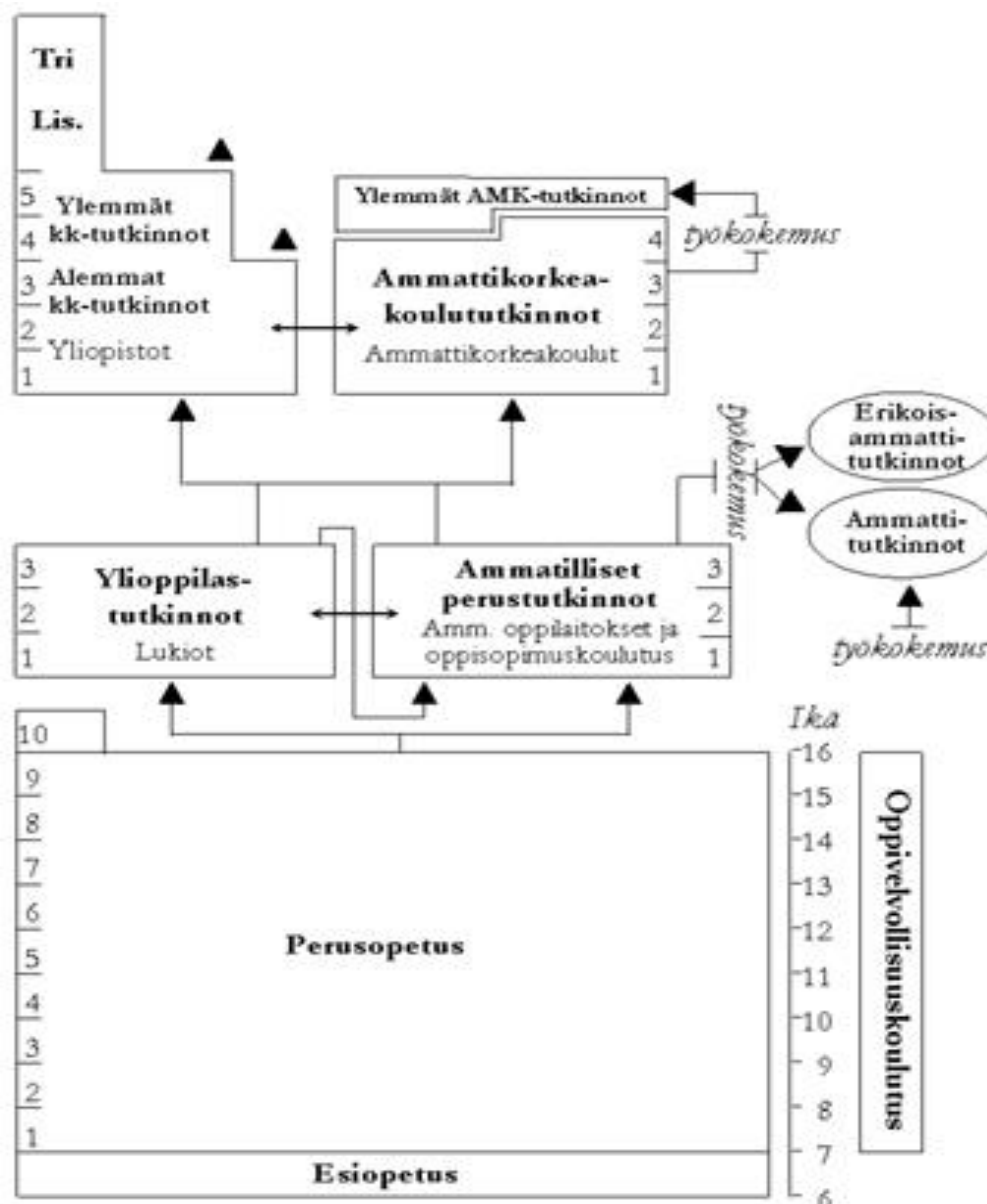 Tri
Lis.
5
4
3
2
1
Ylemmät
kk-tutkinnot
Alemmat
kk-tutkinnot
Yliopistot
Ylemmät AMK-tutkinnot
työkokemus
Ammattikorkea-
koulututkinnot
Ammattikorkeakoulut
4
3
2
1
työkokemus
Erikois-
ammatti-
tutkinnot
Ammatti-
tutkinnot
työkokemus
3
2
1
Ylioppilas-
tutkinnot
Lukiot
Ammatilliset
perustutkinnot
Amm. oppilaitokset ja
oppisopimuskoulutus
3
2
1
10
9
8
7
6
5
4
3
2
1
Perusopetus
Esiopetus
Ika
16
15
14
13
12
11
10
9
8
7
6
Oppivelvollisuuskoulutus